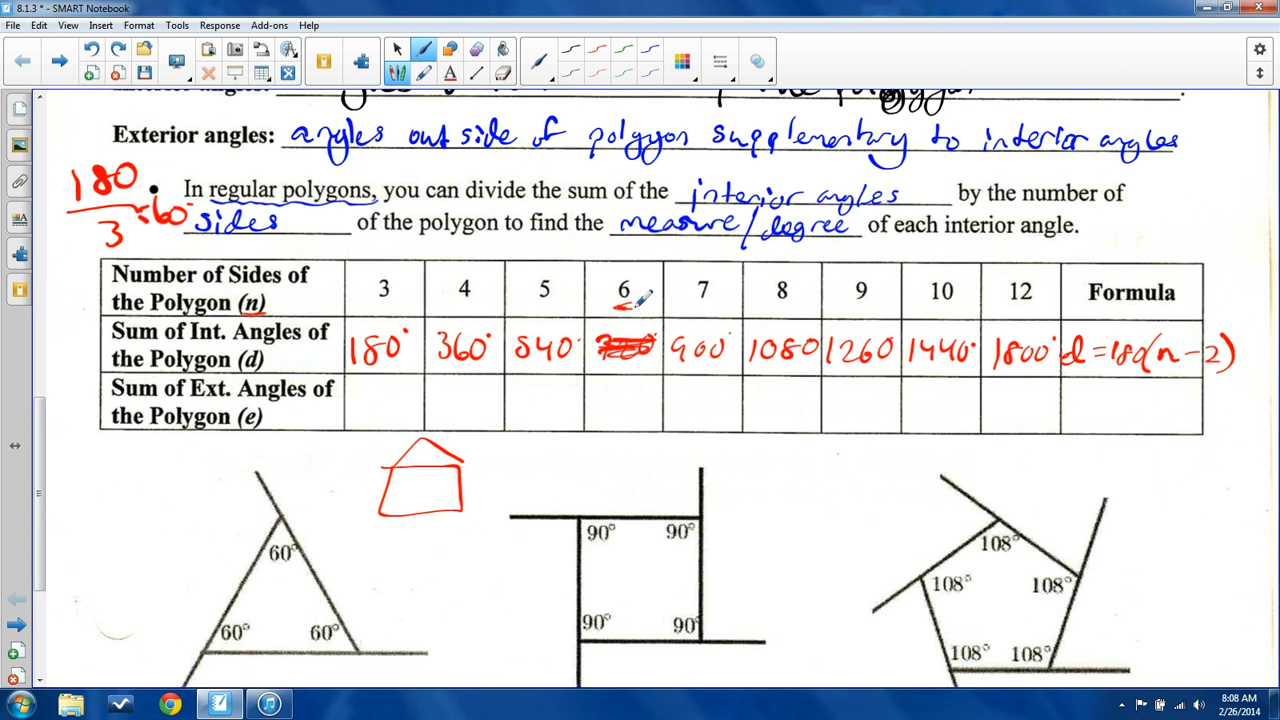 8.1.3 * - SMART Notebook
File Edit View Insert Format Tools Response Add-ons Help
Exterior angles: angles outside of polygon supplementary to interior angles
180
3
=60°
• In regular polygons, you can divide the sum of the interior angles by the number of
sides of the polygon to find the measure/degree of each interior angle.
Number of Sides of the Polygon (n) 3 4 5 6 7 8 9 10 12 Formula
Sum of Int. Angles of the Polygon (d) 180° 360° 540° 900° 1080 1260 1440° 1800° d=180(n-2)
Sum of Ext. Angles of the Polygon (e)
60°
60° 60°
90° 90°
90° 90°
108°
108° 108°
108° 108°
8:08 AM
2/26/2014